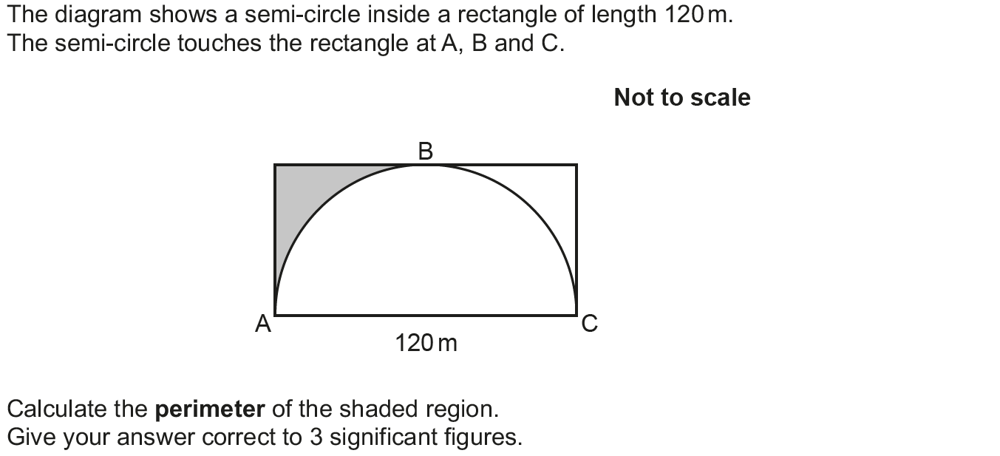 The diagram shows a semi-circle inside a rectangle of length 120 m.
The semi-circle touches the rectangle at A, B and C.
Not to scale
B
A
C
120 m
Calculate the perimeter of the shaded region.
Give your answer correct to 3 significant figures.